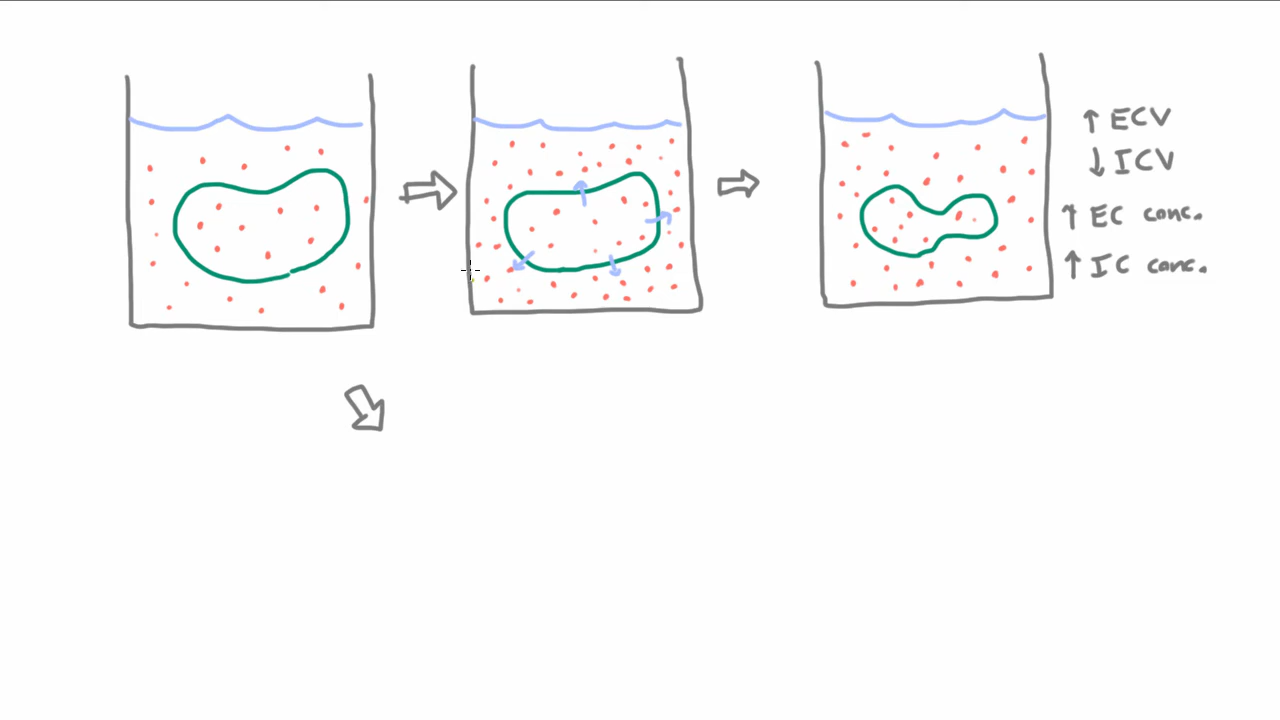 ↑ ECV
↓ ICV
↑ EC conc.
↑ IC conc.